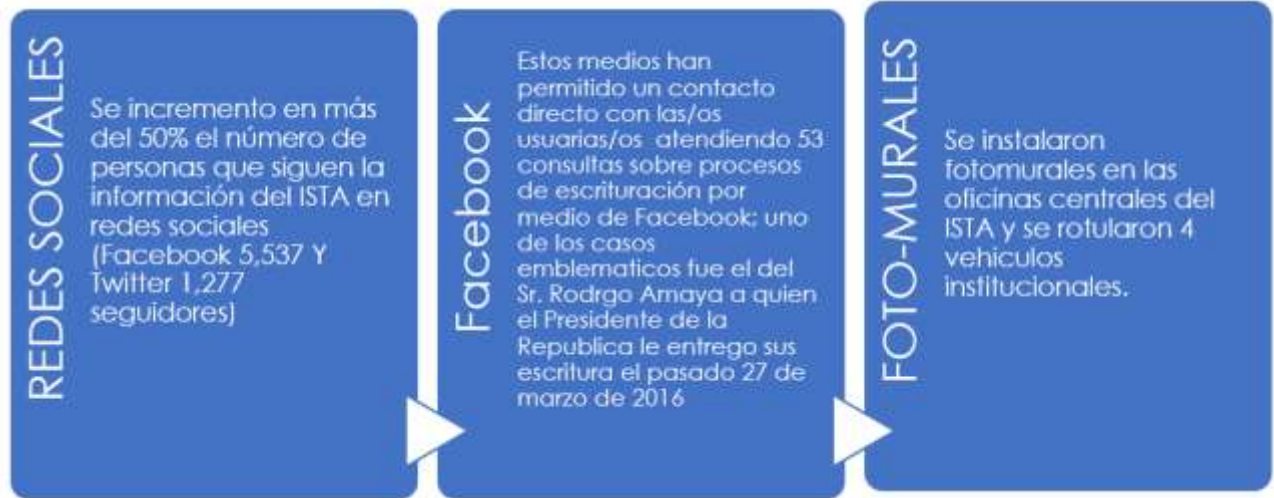 REDES SOCIALES
Se incremento en más
del 50% el número de
personas que siguen la
información del ISTA en
redes sociales
(Facebook 5,537 Y
Twitter 1,277
seguidores)
Facebook
Estos medios han
permitido un contacto
directo con las/os
usuarias/os atendiendo 53
consultas sobre procesos
de escrituración por
medio de Facebook; uno
de los casos
emblematicos fue el del
Sr. Rodrgo Amaya a quien
el Presidente de la
Republica le entrego sus
escritura el pasado 27 de
marzo de 2016
FOTO-MURALES
Se instalaron
fotomurales en las
oficinas centrales del
ISTA y se rotularon 4
vehiculos
institucionales.